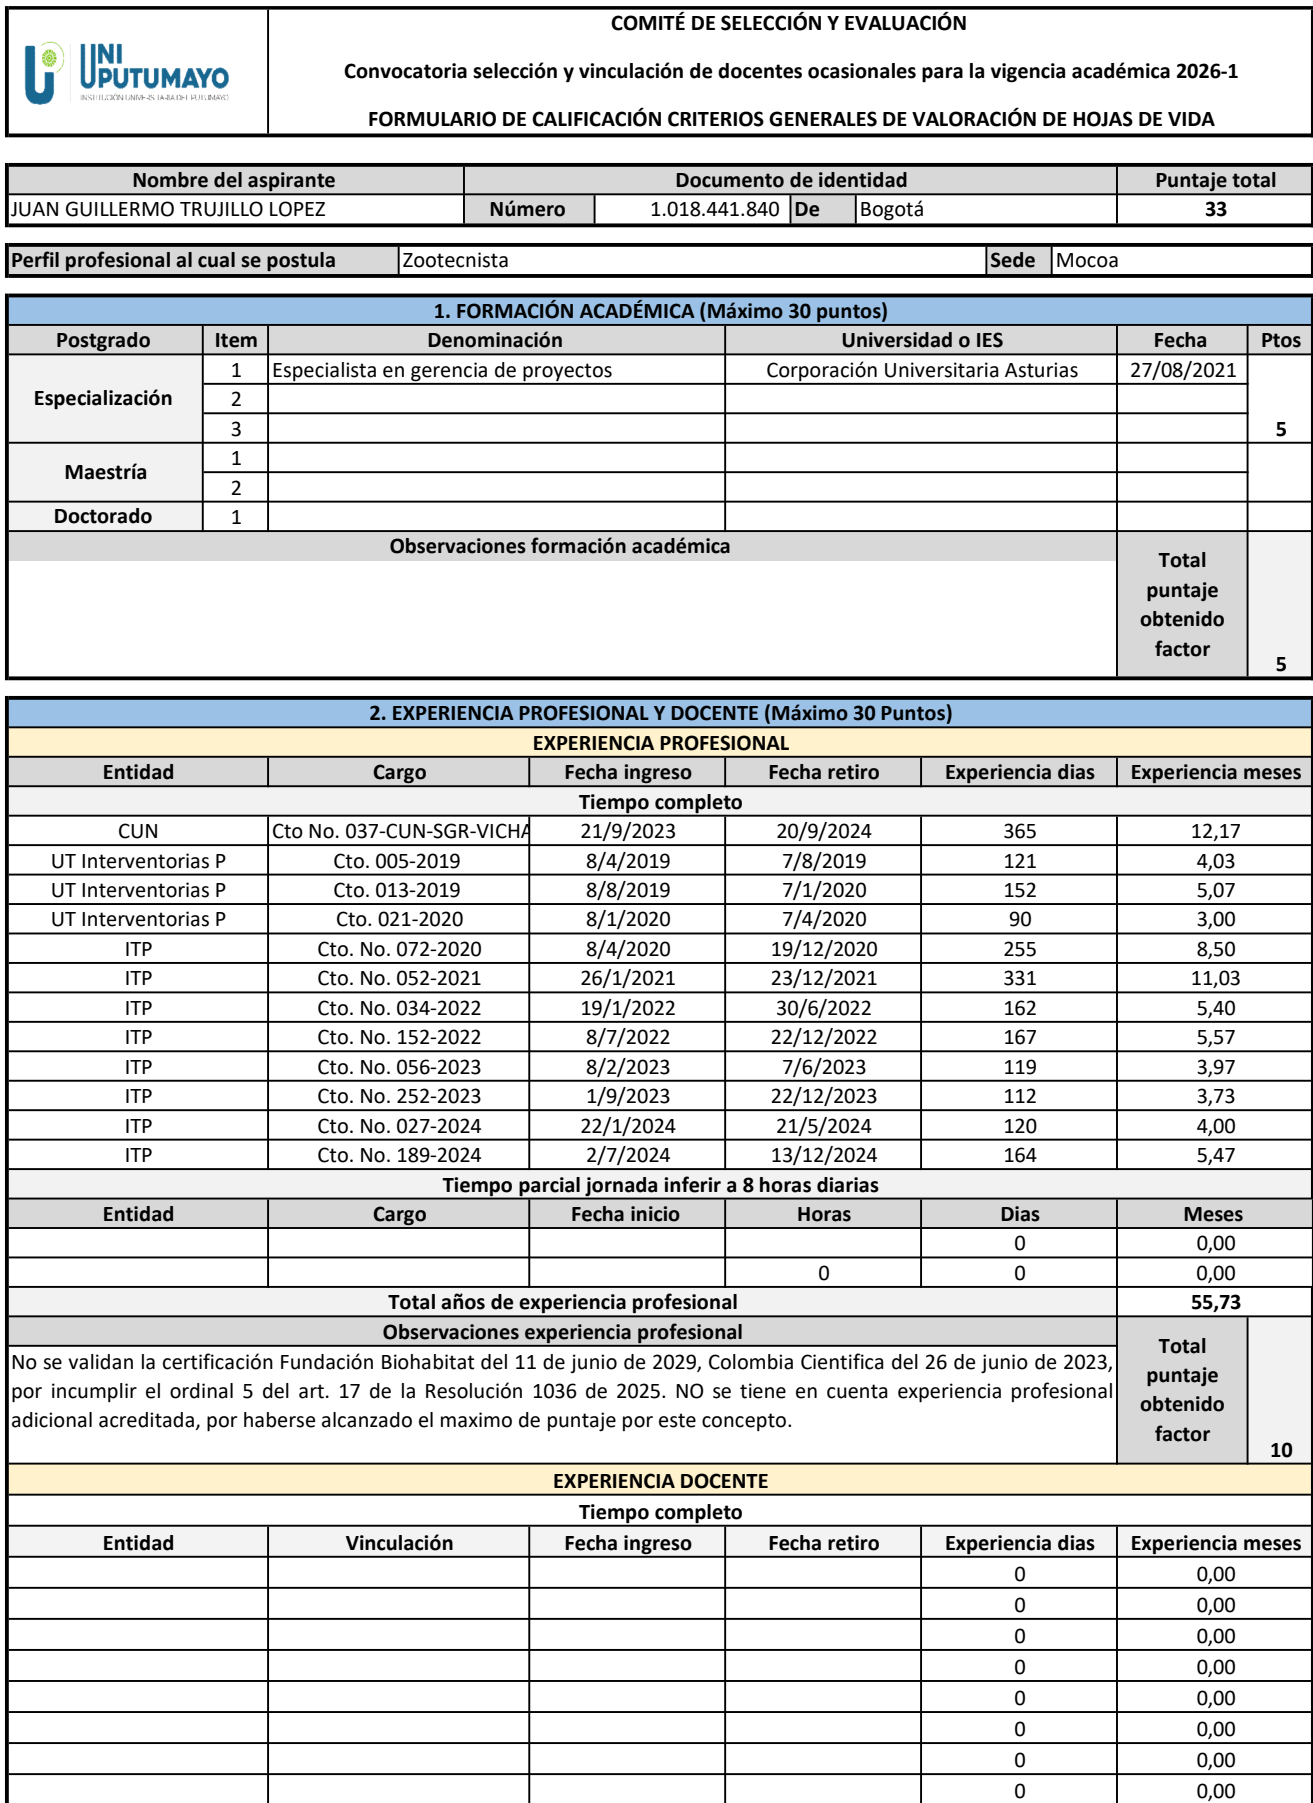 COMITÉ DE SELECCIÓN Y EVALUACIÓN
UNI
UPUTUMAYO
INSTITUCIÓN UNIVERSITARIA DEL PUTUMAYO
Convocatoria selección y vinculación de docentes ocasionales para la vigencia académica 2026-1
FORMULARIO DE CALIFICACIÓN CRITERIOS GENERALES DE VALORACIÓN DE HOJAS DE VIDA
Nombre del aspirante Documento de identidad Puntaje total
JUAN GUILLERMO TRUJILLO LOPEZ Número 1.018.441.840 De Bogotá 33
Perfil profesional al cual se postula Zootecnista Sede Mocoa
1. FORMACIÓN ACADÉMICA (Máximo 30 puntos)
Postgrado Item Denominación Universidad o IES Fecha Ptos
Especialización 1 Especialista en gerencia de proyectos Corporación Universitaria Asturias 27/08/2021
2
3 5
Maestría 1
2
Doctorado 1
Observaciones formación académica
Total
puntaje
obtenido
factor
5
2. EXPERIENCIA PROFESIONAL Y DOCENTE (Máximo 30 Puntos)
EXPERIENCIA PROFESIONAL
Entidad Cargo Fecha ingreso Fecha retiro Experiencia dias Experiencia meses
Tiempo completo
CUN Cto No. 037-CUN-SGR-VICHA 21/9/2023 20/9/2024 365 12,17
UT Interventorias P Cto. 005-2019 8/4/2019 7/8/2019 121 4,03
UT Interventorias P Cto. 013-2019 8/8/2019 7/1/2020 152 5,07
UT Interventorias P Cto. 021-2020 8/1/2020 7/4/2020 90 3,00
ITP Cto. No. 072-2020 8/4/2020 19/12/2020 255 8,50
ITP Cto. No. 052-2021 26/1/2021 23/12/2021 331 11,03
ITP Cto. No. 034-2022 19/1/2022 30/6/2022 162 5,40
ITP Cto. No. 152-2022 8/7/2022 22/12/2022 167 5,57
ITP Cto. No. 056-2023 8/2/2023 7/6/2023 119 3,97
ITP Cto. No. 252-2023 1/9/2023 22/12/2023 112 3,73
ITP Cto. No. 027-2024 22/1/2024 21/5/2024 120 4,00
ITP Cto. No. 189-2024 2/7/2024 13/12/2024 164 5,47
Tiempo parcial jornada inferir a 8 horas diarias
Entidad Cargo Fecha inicio Horas Dias Meses
0 0,00
0 0 0,00
Total años de experiencia profesional 55,73
Observaciones experiencia profesional
No se validan la certificación Fundación Biohabitat del 11 de junio de 2029, Colombia Cientifica del 26 de junio de 2023,
por incumplir el ordinal 5 del art. 17 de la Resolución 1036 de 2025. NO se tiene en cuenta experiencia profesional
adicional acreditada, por haberse alcanzado el maximo de puntaje por este concepto.
Total
puntaje
obtenido
factor
10
EXPERIENCIA DOCENTE
Tiempo completo
Entidad Vinculación Fecha ingreso Fecha retiro Experiencia dias Experiencia meses
0 0,00
0 0,00
0 0,00
0 0,00
0 0,00
0 0,00
0 0,00
0 0,00